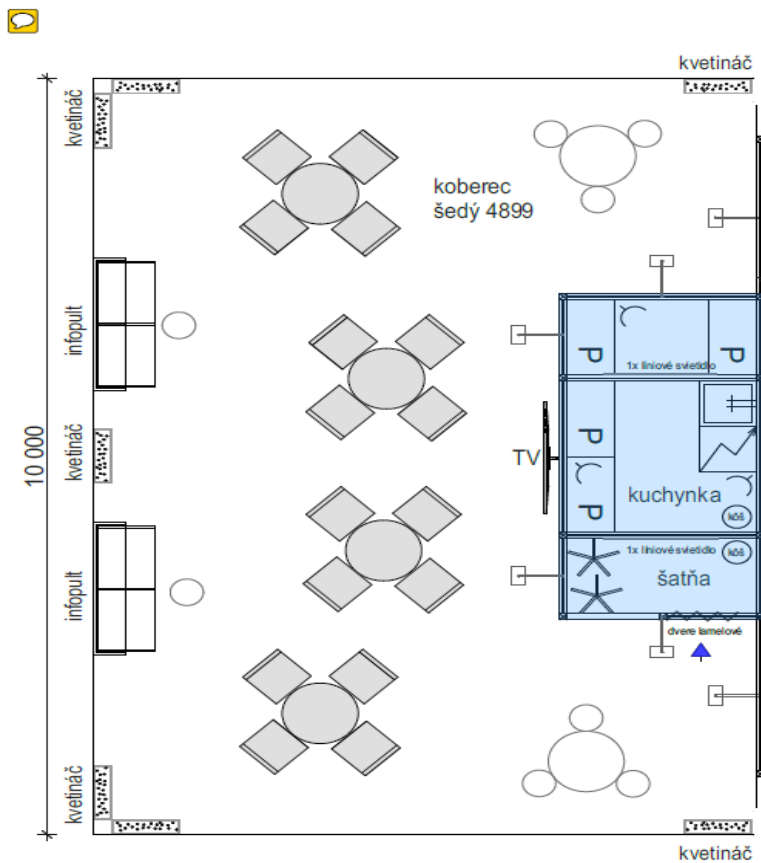 kvetináč
kvetináč
koberec
šedý 4899
infopult
P
P
1x líniové svietidlo
10 000
kvetináč
TV
P
P
kuchynka
kôš
1x líniové svietidlo
kôš
šatňa
infopult
dvere lamelové
kvetináč
kvetináč